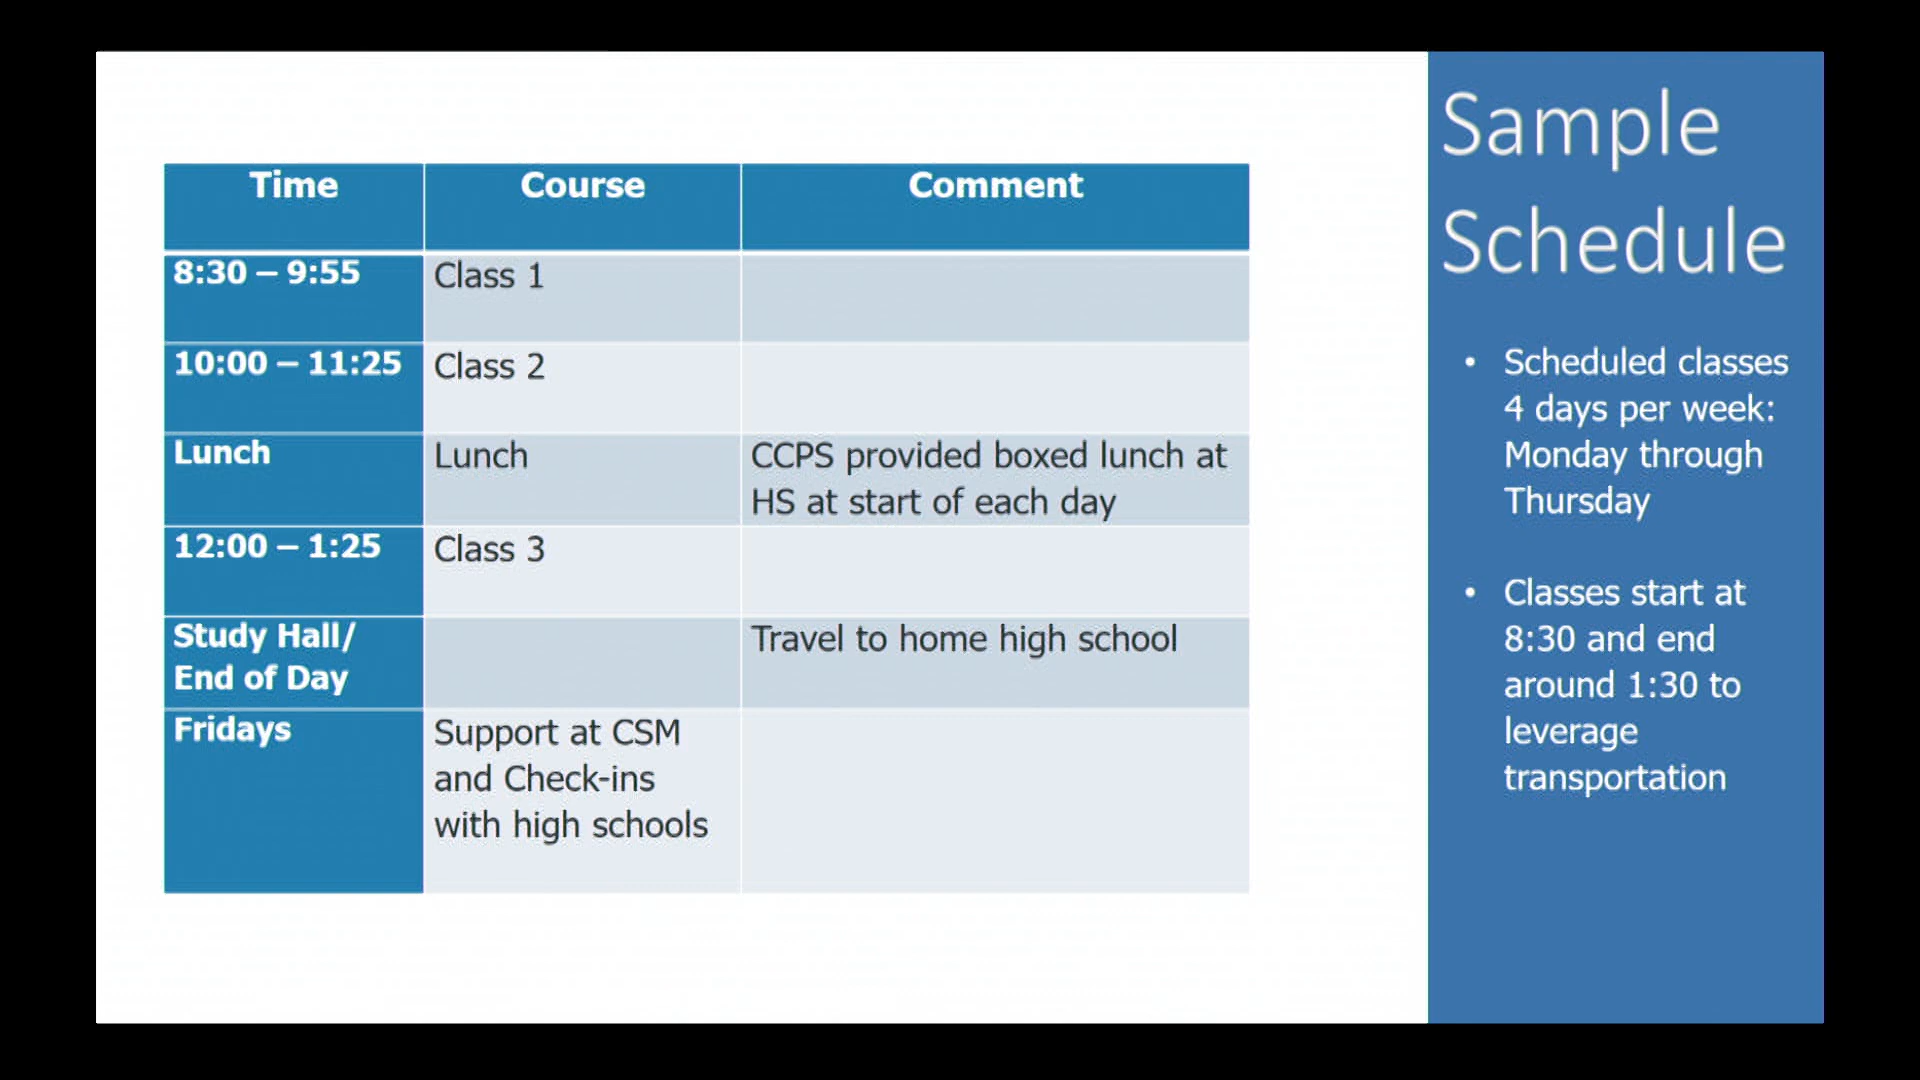 Sample
Schedule
Time Course Comment
8:30 – 9:55 Class 1
10:00 – 11:25 Class 2
Lunch Lunch CCPS provided boxed lunch at
HS at start of each day
12:00 – 1:25 Class 3
Study Hall/ Travel to home high school
End of Day
Fridays Support at CSM
and Check-ins
with high schools
• Scheduled classes
4 days per week:
Monday through
Thursday
• Classes start at
8:30 and end
around 1:30 to
leverage
transportation